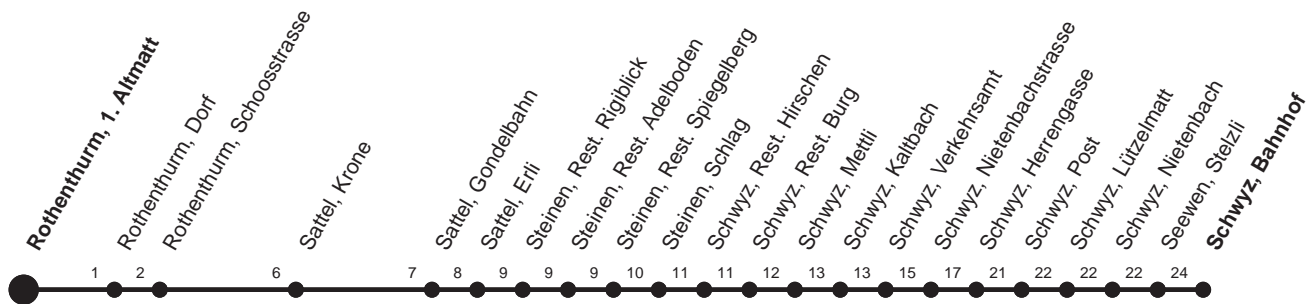 Rothenthurm, 1. Altmatt
Rothenthurm, Dorf
Rothenthurm, Schoosstrasse
Sattel, Krone
Sattel, Gondelbahn
Sattel, Erli
Steinen, Rest. Rigiblick
Steinen, Rest. Adelboden
Steinen, Rest. Spiegelberg
Steinen, Schlag
Schwyz, Rest. Hirschen
Schwyz, Rest. Burg
Schwyz, Mettli
Schwyz, Kaltbach
Schwyz, Verkehrsamt
Schwyz, Nietenbachstrasse
Schwyz, Herrengasse
Schwyz, Post
Schwyz, Lützelmatt
Schwyz, Nietenbach
Seewen, Stelzli
Schwyz, Bahnhof
1 2 6 7 8 9 9 9 10 11 11 12 13 13 15 17 21 22 22 22 24